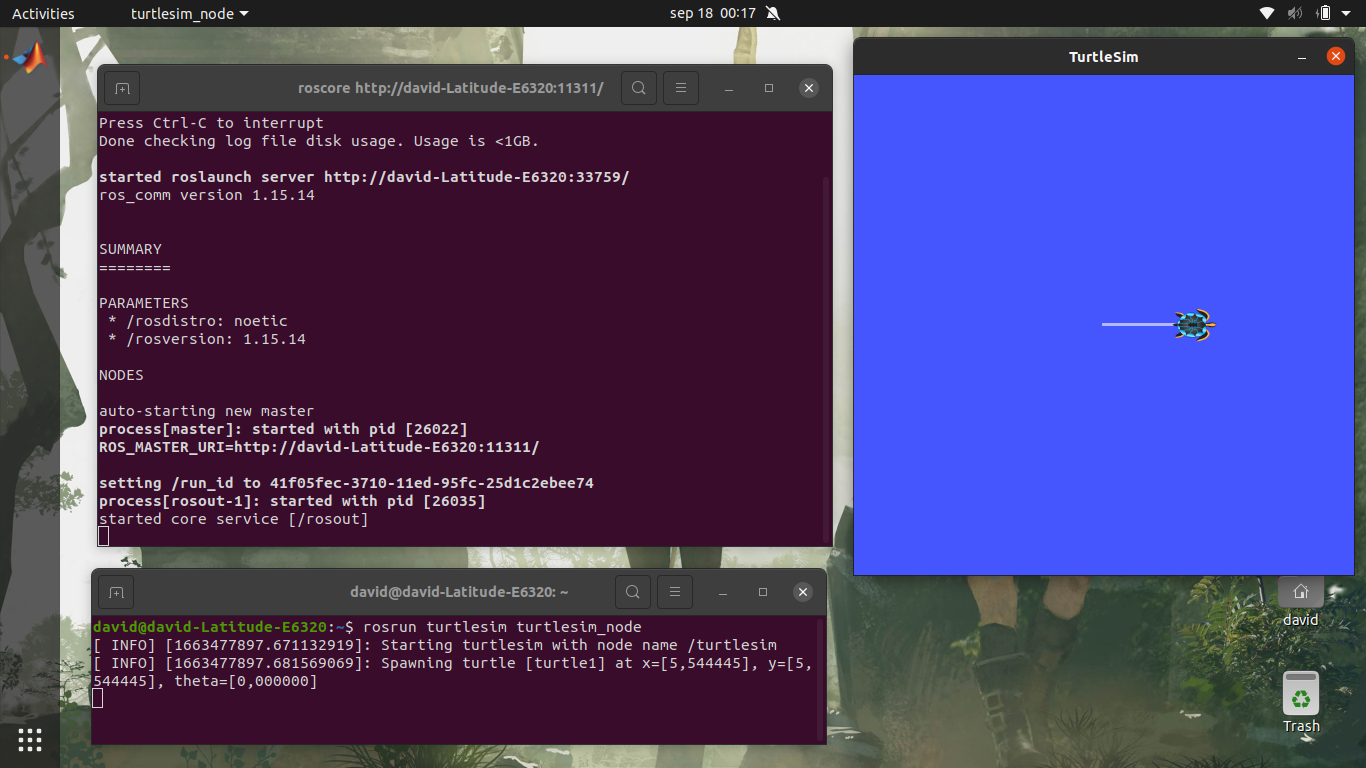 Activities
turtlesim_node
sep 18 00:17
roscore http://david-Latitude-E6320:11311/
Press Ctrl-C to interrupt
Done checking log file disk usage. Usage is <1GB.
started roslaunch server http://david-Latitude-E6320:33759/
ros_comm version 1.15.14
SUMMARY
========
PARAMETERS
* /rosdistro: noetic
* /rosversion: 1.15.14
NODES
auto-starting new master
process[master]: started with pid [26022]
ROS_MASTER_URI=http://david-Latitude-E6320:11311/
setting /run_id to 41f05fec-3710-11ed-95fc-25d1c2ebee74
process[rosout-1]: started with pid [26035]
started core service [/rosout]
david@david-Latitude-E6320: ~
david@david-Latitude-E6320:~$ rosrun turtlesim turtlesim_node
[ INFO] [1663477897.671132919]: Starting turtlesim with node name /turtlesim
[ INFO] [1663477897.681569069]: Spawning turtle [turtle1] at x=[5,544445], y=[5,
544445], theta=[0,000000]
TurtleSim
david
Trash